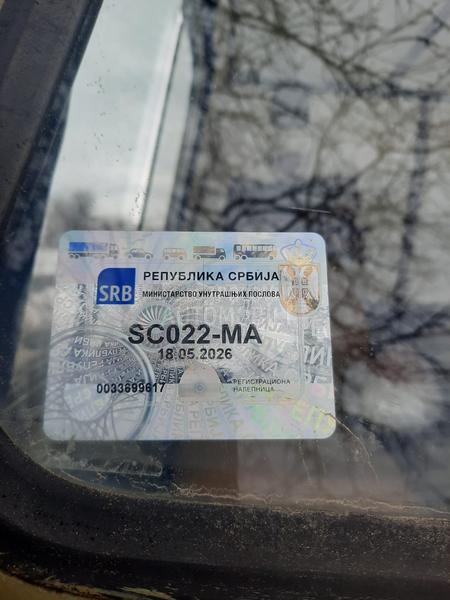 SRB
РЕПУБЛИКА СРБИЈА
МИНИСТАРСТВО УНУТРАШЊИХ ПОСЛОВА
SC022-MA
18.05.2026
0033699617
РЕГИСТРАЦИОНА
НАЛЕПНИЦА